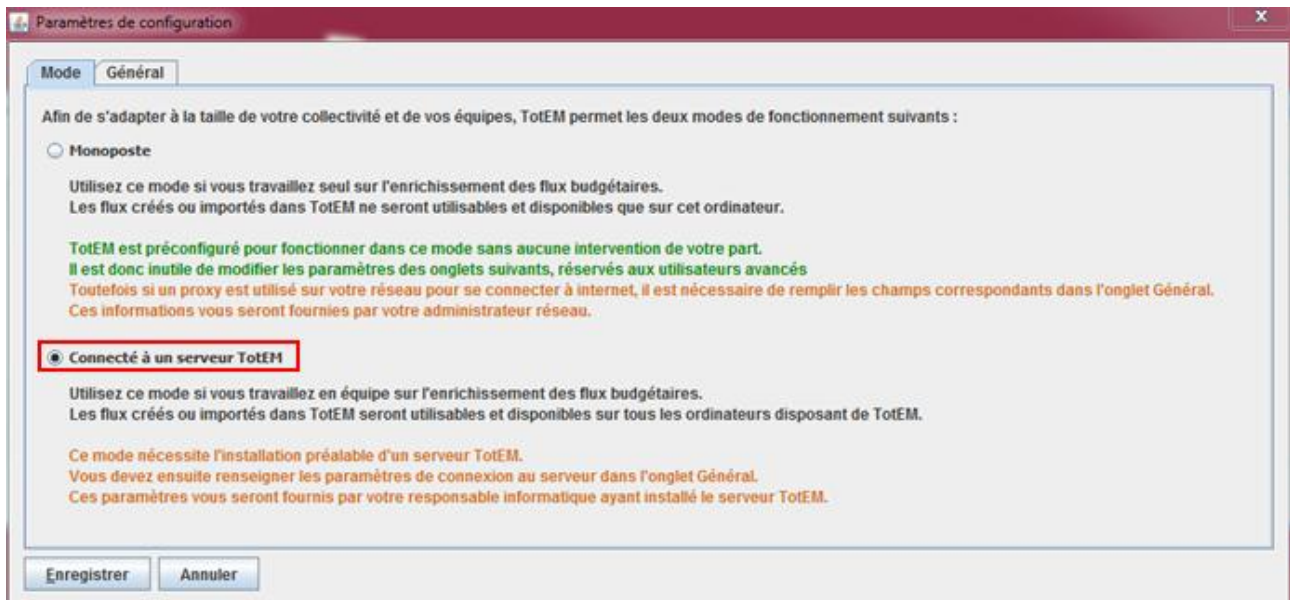 Paramètres de configuration
x
Mode
Général
Afin de s'adapter à la taille de votre collectivité et de vos équipes, TotEM permet les deux modes de fonctionnement suivants :
Monoposte
Utilisez ce mode si vous travaillez seul sur l'enrichissement des flux budgétaires.
Les flux créés ou importés dans TotEM ne seront utilisables et disponibles que sur cet ordinateur.
TotEM est préconfiguré pour fonctionner dans ce mode sans aucune intervention de votre part.
Il est donc inutile de modifier les paramètres des onglets suivants, réservés aux utilisateurs avancés
Toutefois si un proxy est utilisé sur votre réseau pour se connecter à internet, il est nécessaire de remplir les champs correspondants dans l'onglet Général.
Ces informations vous seront fournies par votre administrateur réseau.
Connecté à un serveur TotEM
Utilisez ce mode si vous travaillez en équipe sur l'enrichissement des flux budgétaires.
Les flux créés ou importés dans TotEM seront utilisables et disponibles sur tous les ordinateurs disposant de TotEM.
Ce mode nécessite l'installation préalable d'un serveur TotEM.
Vous devez ensuite renseigner les paramètres de connexion au serveur dans l'onglet Général.
Ces paramètres vous seront fournis par votre responsable informatique ayant installé le serveur TotEM.
Enregistrer
Annuler